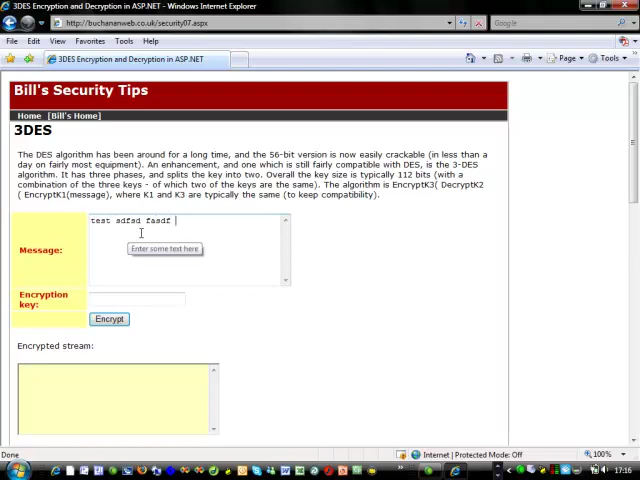 3DES Encryption and Decryption in ASP.NET - Windows Internet Explorer
http://buchananweb.co.uk/security07.aspx
Google
File Edit View Favorites Tools Help
3DES Encryption and Decryption in ASP.NET
Page Tools
Bill's Security Tips
Home [Bill's Home]
3DES
The DES algorithm has been around for a long time, and the 56-bit version is now easily crackable (in less than a
day on fairly most equipment). An enhancement, and one which is still fairly compatible with DES, is the 3-DES
algorithm. It has three phases, and splits the key into two. Overall the key size is typically 112 bits (with a
combination of the three keys - of which two of the keys are the same). The algorithm is EncryptK3( DecryptK2
( EncryptK1(message), where K1 and K3 are typically the same (to keep compatibility).
test sdfsd fasdf
Message:
Enter some text here
Encryption
key:
Encrypt
Encrypted stream:
Done
Internet | Protected Mode: Off
100%
17:16